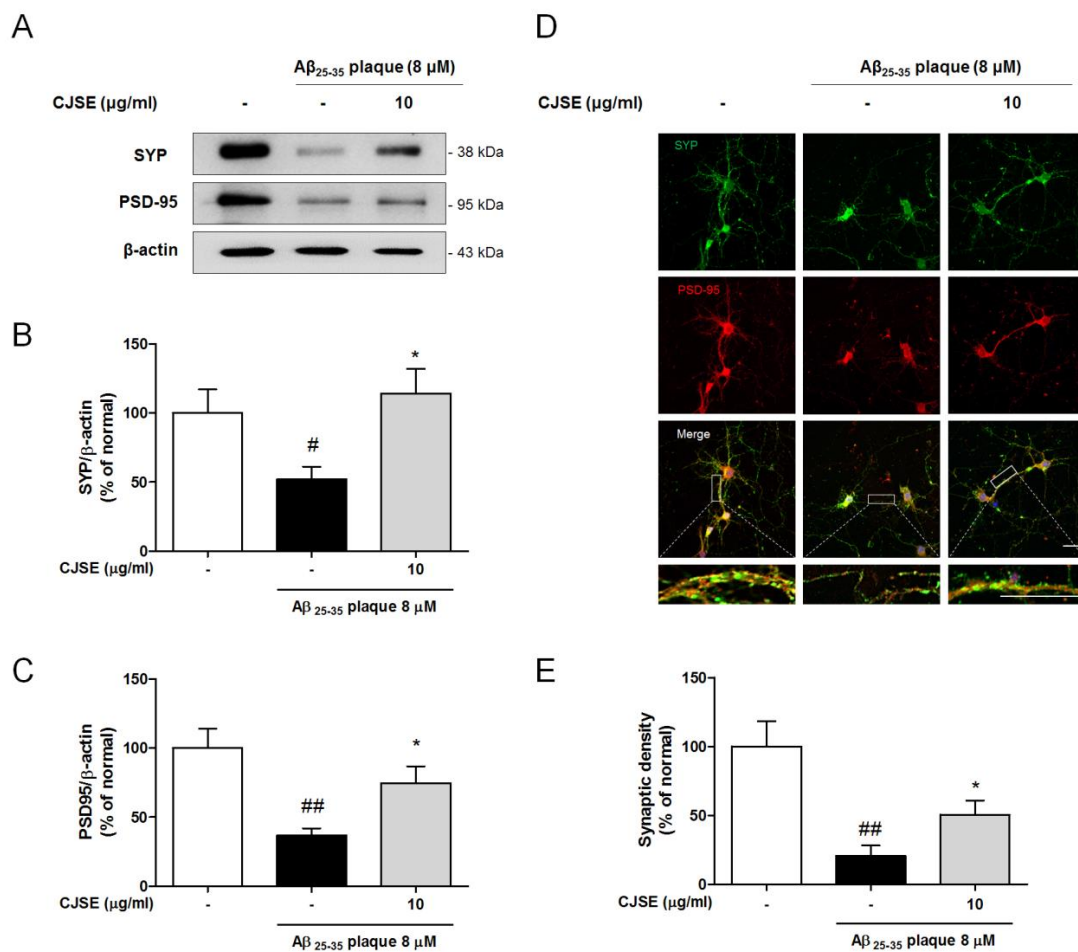 A
Aβ25-35 plaque (8 µM)
CJSE (µg/ml) - - 10
SYP - 38 kDa
PSD-95 - 95 kDa
β-actin - 43 kDa
B
SYP/β-actin
(% of normal)
150
100
50
0
#
*
CJSE (µg/ml) - - 10
Aβ 25-35 plaque 8 µM
C
PSD95/β-actin
(% of normal)
150
100
50
0
##
*
CJSE (µg/ml) - - 10
Aβ 25-35 plaque 8 µM
D
Aβ25-35 plaque (8 µM)
CJSE (µg/ml) - - 10
SYP
PSD-95
Merge
E
Synaptic density
(% of normal)
150
100
50
0
##
*
CJSE (µg/ml) - - 10
Aβ 25-35 plaque 8 µM